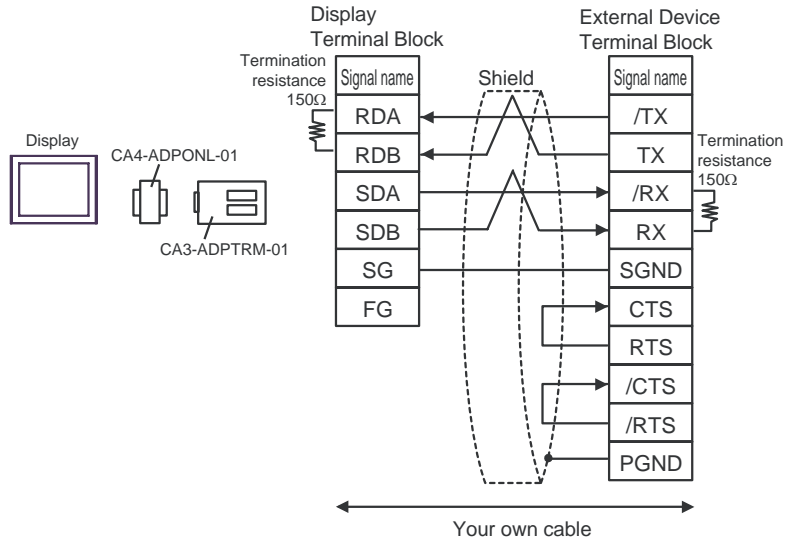 Display
Terminal Block
External Device
Terminal Block
Termination
resistance
150Ω
Signal name
Shield
Signal name
RDA
/TX
RDB
TX
Termination
resistance
150Ω
Display
CA4-ADPONL-01
SDA
/RX
SDB
RX
CA3-ADPTRM-01
SG
SGND
FG
CTS
RTS
/CTS
/RTS
PGND
Your own cable